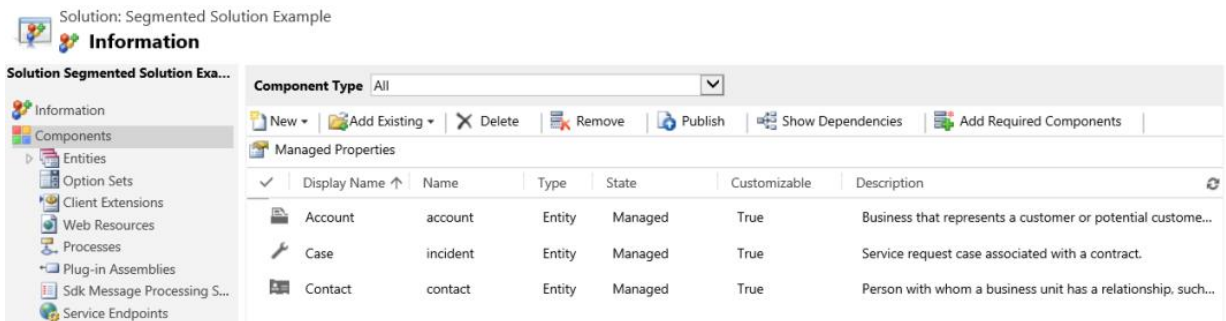 Solution: Segmented Solution Example
Information
Solution Segmented Solution Exa...
Information
Components
Entities
Option Sets
Client Extensions
Web Resources
Processes
Plug-in Assemblies
Sdk Message Processing S...
Service Endpoints
Component Type All
New Add Existing Delete Remove Publish Show Dependencies Add Required Components
Managed Properties
Display Name Name Type State Customizable Description
Account account Entity Managed True Business that represents a customer or potential custome...
Case incident Entity Managed True Service request case associated with a contract.
Contact contact Entity Managed True Person with whom a business unit has a relationship, such...